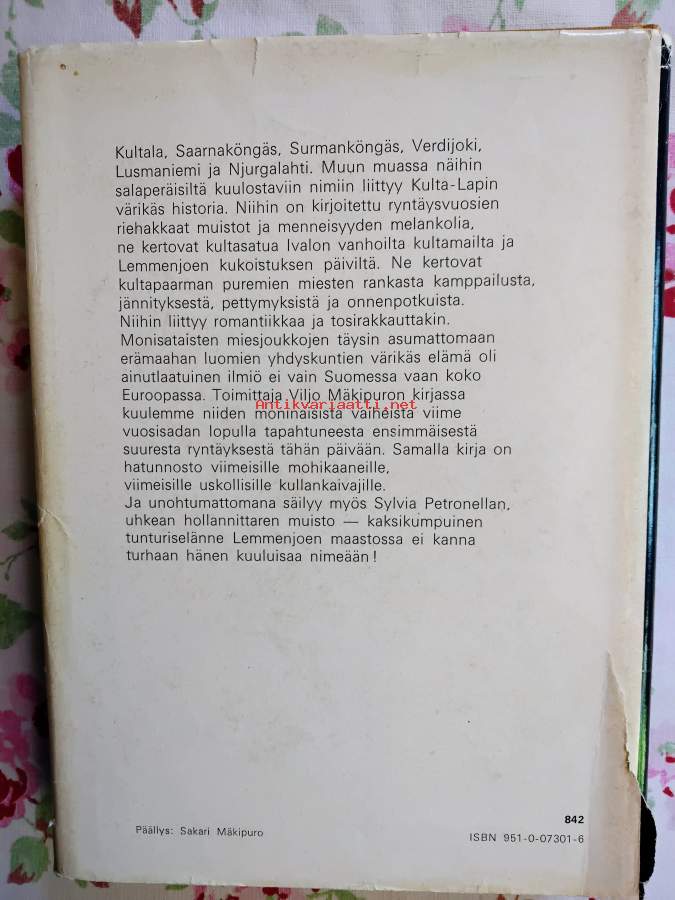 Kultala, Saarnaköngäs, Surmanköngäs, Verdijoki,
Lusmaniemi ja Njurgalahti. Muun muassa näihin
salaperäisiltä kuulostaviin nimiin liittyy Kulta-Lapin
värikäs historia. Niihin on kirjoitettu ryntäysvuosien
riehakkaat muistot ja menneisyyden melankolia,
ne kertovat kultasatua Ivalon vanhoilta kultamailta ja
Lemmenjoen kukoistuksen päiviltä. Ne kertovat
kultapaarman puremien miesten rankasta kamppailusta,
jännityksestä, pettymyksistä ja onnenpotkuista.
Niihin liittyy romantiikkaa ja tosirakkauttakin.
Monisataisten miesjoukkojen täysin asumattomaan
erämaahan luomien yhdyskuntien värikäs elämä oli
ainutlaatuinen ilmiö ei vain Suomessa vaan koko
Euroopassa. Toimittaja Viljo Mäkipuron kirjassa
Antikvariaatti.net
kuulemme niiden moninaisista vaiheista viime
vuosisadan lopulla tapahtuneesta ensimmäisestä
suuresta ryntäyksestä tähän päivään. Samalla kirja on
hatunnosto viimeisille mohikaaneille,
viimeisille uskollisille kullankaivajille.
Ja unohtumattomana säilyy myös Sylvia Petronellan,
uhkean hollannittaren muisto — kaksikumpuinen
tunturiselänne Lemmenjoen maastossa ei kanna
turhaan hänen kuuluisaa nimeään!
842
Päällys: Sakari Mäkipuro
ISBN 951-0-07301-6